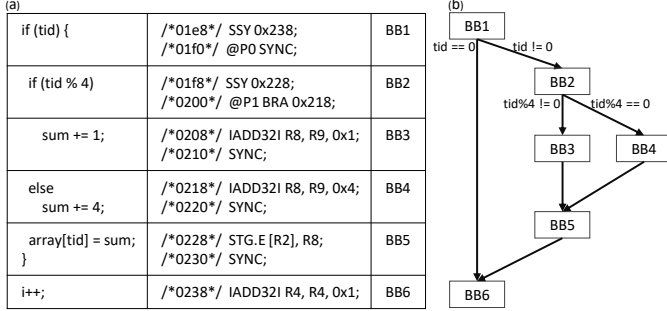 (a)
if (tid) {
/*01e8*/ SSY 0x238;
/*01f0*/ @P0 SYNC;
BB1
if (tid % 4)
/*01f8*/ SSY 0x228;
/*0200*/ @P1 BRA 0x218;
BB2
sum += 1;
/*0208*/ IADD32I R8, R9, 0x1;
/*0210*/ SYNC;
BB3
else
sum += 4;
/*0218*/ IADD32I R8, R9, 0x4;
/*0220*/ SYNC;
BB4
array[tid] = sum;
}
/*0228*/ STG.E [R2], R8;
/*0230*/ SYNC;
BB5
i++;
/*0238*/ IADD32I R4, R4, 0x1;
BB6
(b)
BB1
tid == 0
tid != 0
BB2
tid%4 != 0
tid%4 == 0
BB3
BB4
BB5
BB6